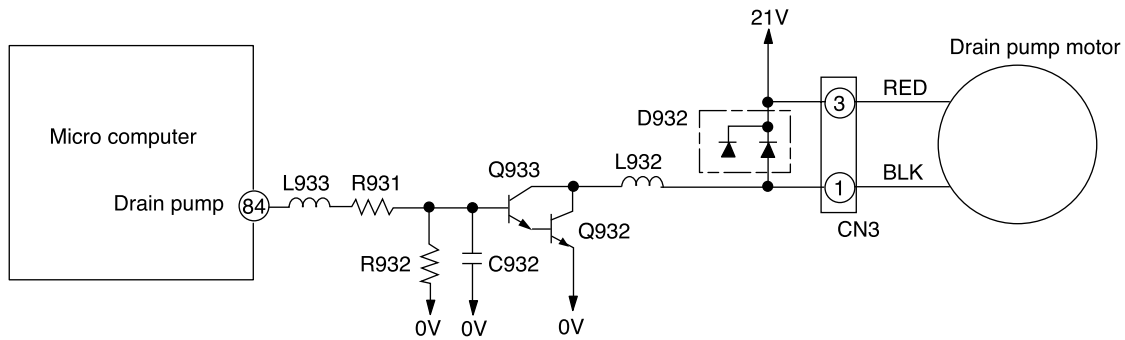 21V
Drain pump motor
3
RED
D932
Micro computer
L932
Q933
1
BLK
L933
R931
Drain pump
84
CN3
Q932
R932
C932
0V
0V
0V